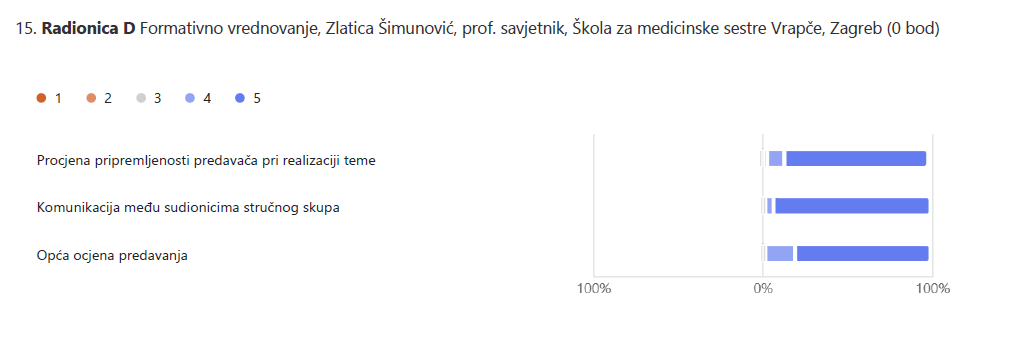 15. Radionica D Formativno vrednovanje, Zlatica Šimunović, prof. savjetnik, Škola za medicinske sestre Vrapče, Zagreb (0 bod)
1 2 3 4 5
Procjena pripremljenosti predavača pri realizaciji teme
Komunikacija među sudionicima stručnog skupa
Opća ocjena predavanja
100% 0% 100%